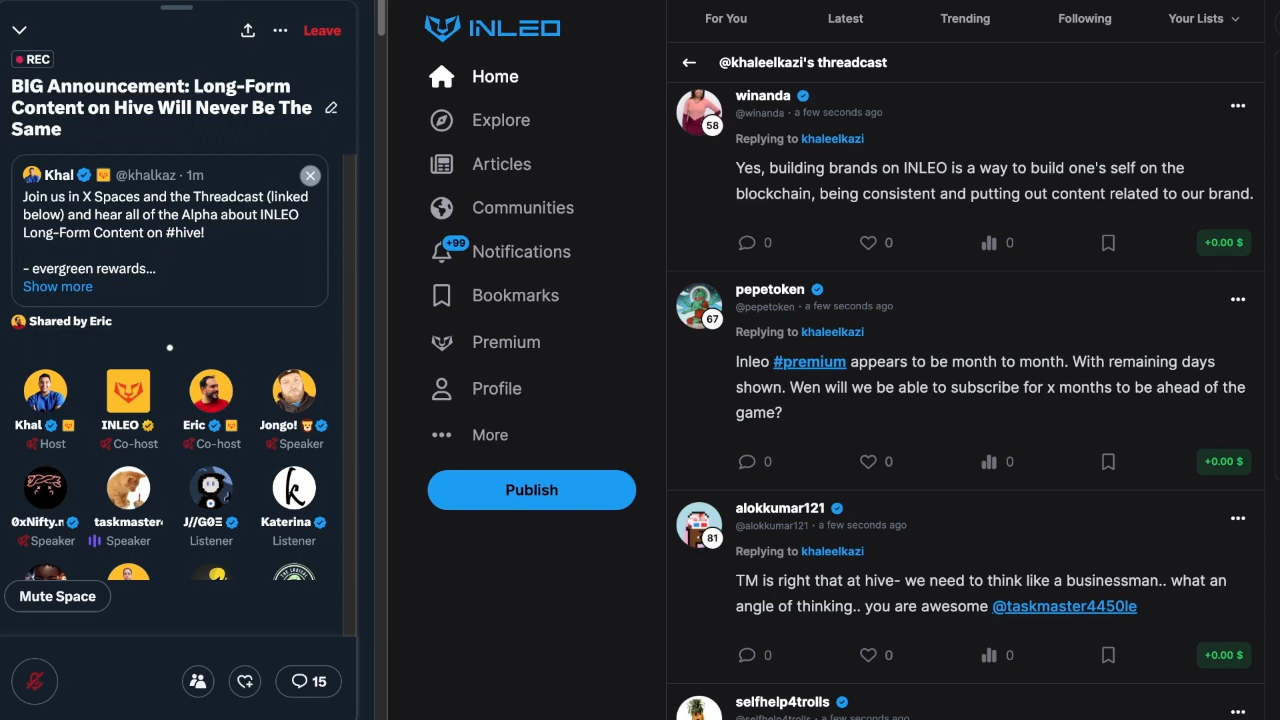 Leave
REC
BIG Announcement: Long-Form
Content on Hive Will Never Be The
Same
Khal @khalkaz · 1m
Join us in X Spaces and the Threadcast (linked
below) and hear all of the Alpha about INLEO
Long-Form Content on #hive!
- evergreen rewards...
Show more
Shared by Eric
Khal INLEO Eric Jongo!
Host Co-host Co-host Speaker
0xNifty.n taskmaster J//GØΞ Katerina
Speaker Speaker Listener Listener
Mute Space
15
INLEO
Home
Explore
Articles
Communities
+99
Notifications
Bookmarks
Premium
Profile
More
Publish
For You Latest Trending Following Your Lists
@khaleelkazi's threadcast
winanda
58
@winanda · a few seconds ago
Replying to khaleelkazi
Yes, building brands on INLEO is a way to build one's self on the
blockchain, being consistent and putting out content related to our brand.
0 0 0 +0.00 $
pepetoken
67
@pepetoken · a few seconds ago
Replying to khaleelkazi
Inleo #premium appears to be month to month. With remaining days
shown. Wen will we be able to subscribe for x months to be ahead of the
game?
0 0 0 +0.00 $
alokkumar121
81
@alokkumar121 · a few seconds ago
Replying to khaleelkazi
TM is right that at hive- we need to think like a businessman.. what an
angle of thinking.. you are awesome @taskmaster4450le
0 0 0 +0.00 $
selfhelp4trolls
@selfhelp4trolls · a few seconds ago